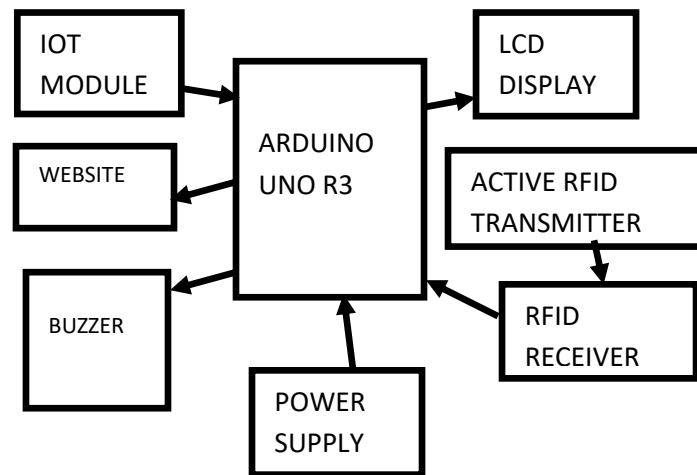 IOT
MODULE
LCD
DISPLAY
ARDUINO
UNO R3
WEBSITE
ACTIVE RFID
TRANSMITTER
BUZZER
RFID
RECEIVER
POWER
SUPPLY